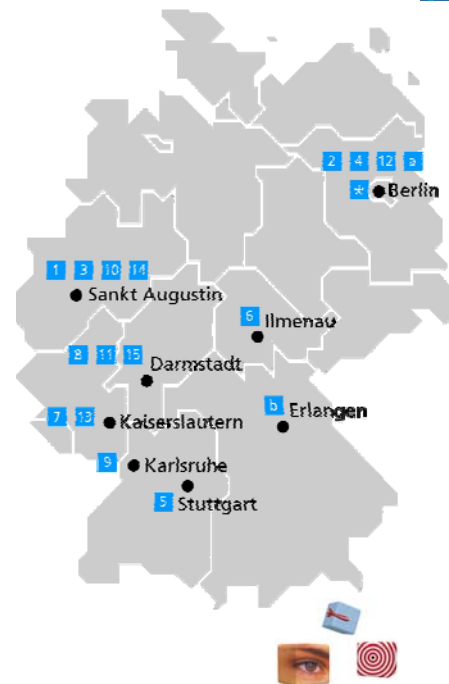 2 4 12 a
* Berlin
1 3 10 14
Sankt Augustin
6
Ilmenau
8 11 15
Darmstadt
b
Erlangen
7 13 Kaiserslautern
9 Karlsruhe
5 Stuttgart